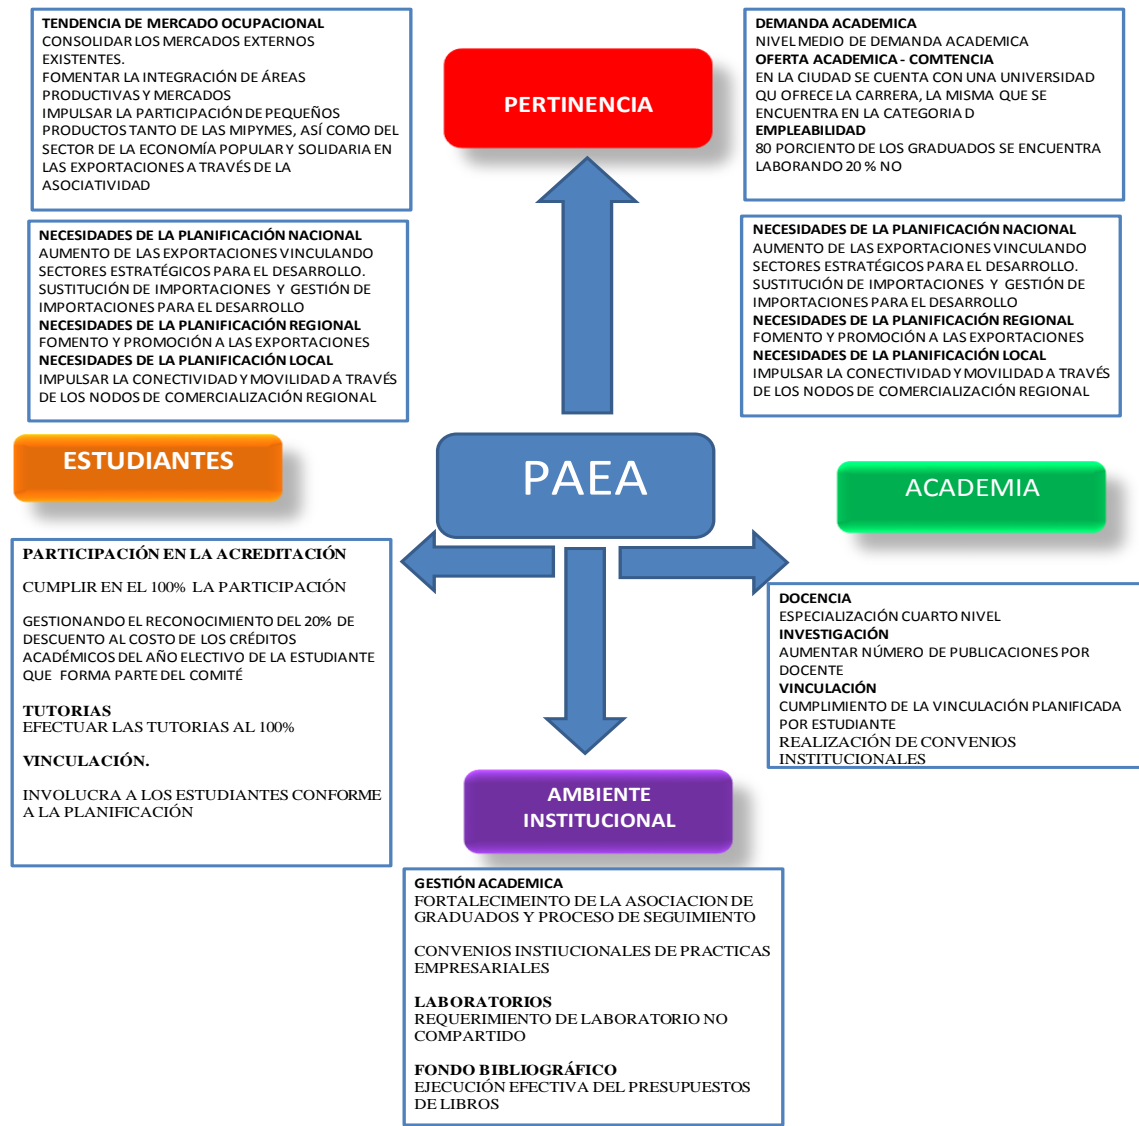 TENDENCIA DE MERCADO OCUPACIONAL
CONSOLIDAR LOS MERCADOS EXTERNOS
EXISTENTES.
FOMENTAR LA INTEGRACIÓN DE ÁREAS
PRODUCTIVAS Y MERCADOS
IMPULSAR LA PARTICIPACIÓN DE PEQUEÑOS
PRODUCTOS TANTO DE LAS MIPYMES, ASÍ COMO DEL
SECTOR DE LA ECONOMÍA POPULAR Y SOLIDARIA EN
LAS EXPORTACIONES A TRAVÉS DE LA
ASOCIATIVIDAD
PERTINENCIA
DEMANDA ACADEMICA
NIVEL MEDIO DE DEMANDA ACADEMICA
OFERTA ACADEMICA - COMTENCIA
EN LA CIUDAD SE CUENTA CON UNA UNIVERSIDAD
QU OFRECE LA CARRERA, LA MISMA QUE SE
ENCUENTRA EN LA CATEGORIA D
EMPLEABILIDAD
80 PORCIENTO DE LOS GRADUADOS SE ENCUENTRA
LABORANDO 20 % NO
NECESIDADES DE LA PLANIFICACIÓN NACIONAL
AUMENTO DE LAS EXPORTACIONES VINCULANDO
SECTORES ESTRATÉGICOS PARA EL DESARROLLO.
SUSTITUCIÓN DE IMPORTACIONES Y GESTIÓN DE
IMPORTACIONES PARA EL DESARROLLO
NECESIDADES DE LA PLANIFICACIÓN REGIONAL
FOMENTO Y PROMOCIÓN A LAS EXPORTACIONES
NECESIDADES DE LA PLANIFICACIÓN LOCAL
IMPULSAR LA CONECTIVIDAD Y MOVILIDAD A TRAVÉS
DE LOS NODOS DE COMERCIALIZACIÓN REGIONAL
NECESIDADES DE LA PLANIFICACIÓN NACIONAL
AUMENTO DE LAS EXPORTACIONES VINCULANDO
SECTORES ESTRATÉGICOS PARA EL DESARROLLO.
SUSTITUCIÓN DE IMPORTACIONES Y GESTIÓN DE
IMPORTACIONES PARA EL DESARROLLO
NECESIDADES DE LA PLANIFICACIÓN REGIONAL
FOMENTO Y PROMOCIÓN A LAS EXPORTACIONES
NECESIDADES DE LA PLANIFICACIÓN LOCAL
IMPULSAR LA CONECTIVIDAD Y MOVILIDAD A TRAVÉS
DE LOS NODOS DE COMERCIALIZACIÓN REGIONAL
ESTUDIANTES
PAEA
ACADEMIA
PARTICIPACIÓN EN LA ACREDITACIÓN
CUMPLIR EN EL 100% LA PARTICIPACIÓN
GESTIONANDO EL RECONOCIMIENTO DEL 20% DE
DESCUENTO AL COSTO DE LOS CRÉDITOS
ACADÉMICOS DEL AÑO ELECTIVO DE LA ESTUDIANTE
QUE FORMA PARTE DEL COMITÉ
TUTORIAS
EFECTUAR LAS TUTORIAS AL 100%
VINCULACIÓN.
INVOLUCRA A LOS ESTUDIANTES CONFORME
A LA PLANIFICACIÓN
DOCENCIA
ESPECIALIZACIÓN CUARTO NIVEL
INVESTIGACIÓN
AUMENTAR NÚMERO DE PUBLICACIONES POR
DOCENTE
VINCULACIÓN
CUMPLIMIENTO DE LA VINCULACIÓN PLANIFICADA
POR ESTUDIANTE
REALIZACIÓN DE CONVENIOS
INSTITUCIONALES
AMBIENTE
INSTITUCIONAL
GESTIÓN ACADEMICA
FORTALECIMEINTO DE LA ASOCIACION DE
GRADUADOS Y PROCESO DE SEGUIMIENTO
CONVENIOS INSTIUCIONALES DE PRACTICAS
EMPRESARIALES
LABORATORIOS
REQUERIMIENTO DE LABORATORIO NO
COMPARTIDO
FONDO BIBLIOGRÁFICO
EJECUCIÓN EFECTIVA DEL PRESUPUESTOS
DE LIBROS